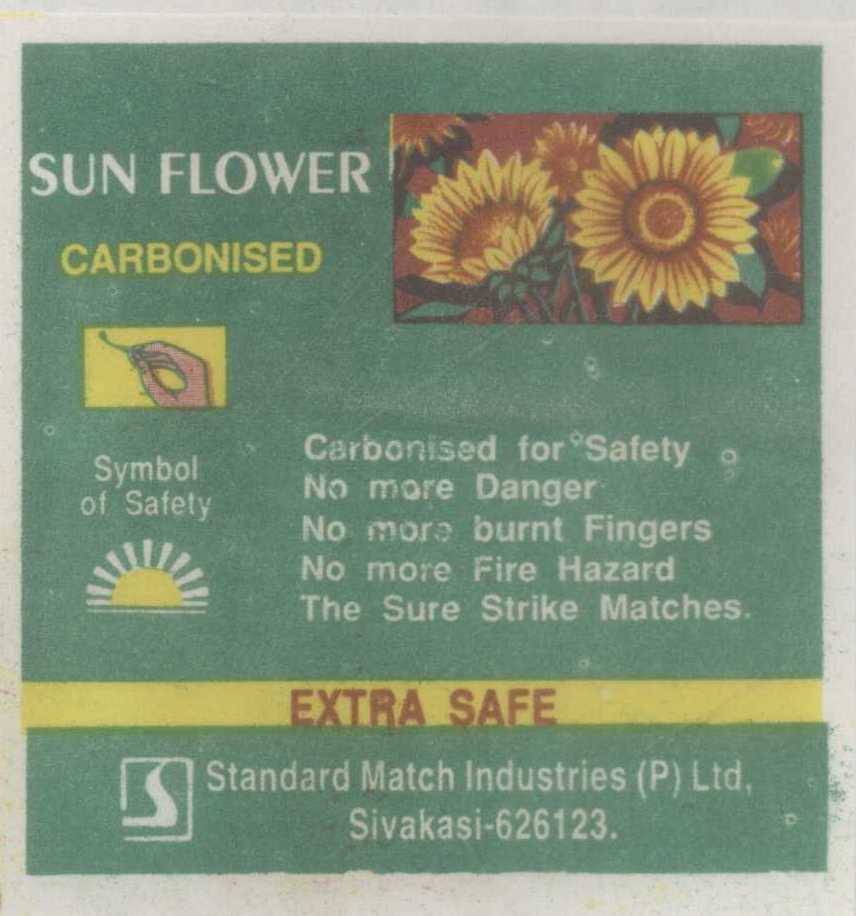 SUN FLOWER
CARBONISED
Symbol
of Safety
Carbonised for Safety
No more Danger
No more burnt Fingers
No more Fire Hazard
The Sure Strike Matches.
EXTRA SAFE
Standard Match Industries (P) Ltd,
Sivakasi-626123.